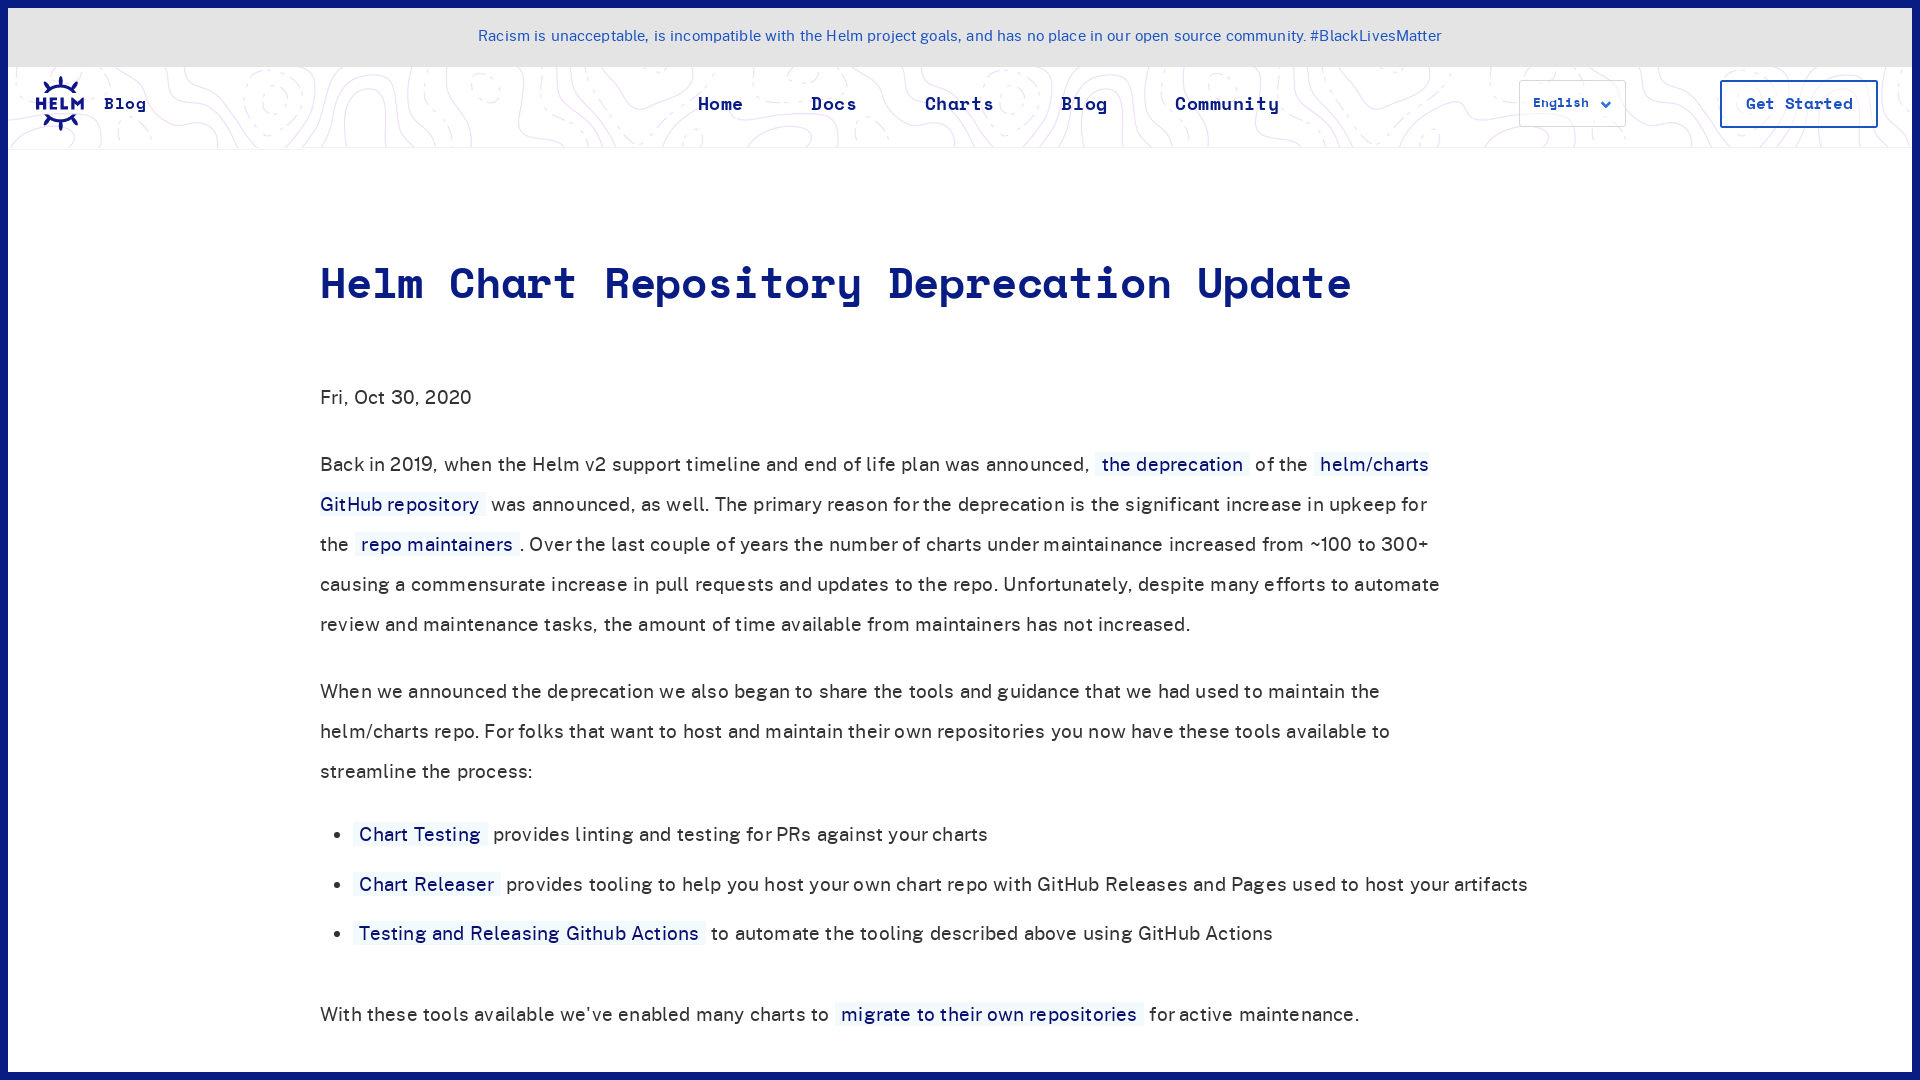 Racism is unacceptable, is incompatible with the Helm project goals, and has no place in our open source community. #BlackLivesMatter
HELM Blog Home Docs Charts Blog Community English Get Started
Helm Chart Repository Deprecation Update
Fri, Oct 30, 2020
Back in 2019, when the Helm v2 support timeline and end of life plan was announced, the deprecation of the helm/charts
GitHub repository was announced, as well. The primary reason for the deprecation is the significant increase in upkeep for
the repo maintainers. Over the last couple of years the number of charts under maintainance increased from ~100 to 300+
causing a commensurate increase in pull requests and updates to the repo. Unfortunately, despite many efforts to automate
review and maintenance tasks, the amount of time available from maintainers has not increased.
When we announced the deprecation we also began to share the tools and guidance that we had used to maintain the
helm/charts repo. For folks that want to host and maintain their own repositories you now have these tools available to
streamline the process:
• Chart Testing provides linting and testing for PRs against your charts
• Chart Releaser provides tooling to help you host your own chart repo with GitHub Releases and Pages used to host your artifacts
• Testing and Releasing Github Actions to automate the tooling described above using GitHub Actions
With these tools available we've enabled many charts to migrate to their own repositories for active maintenance.